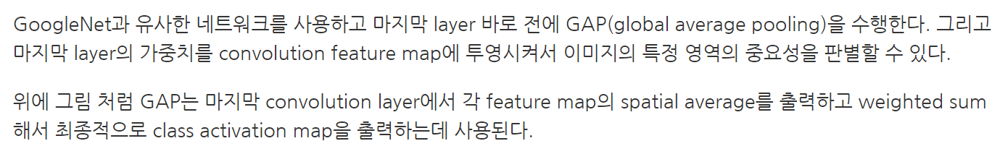 GoogleNet과 유사한 네트워크를 사용하고 마지막 layer 바로 전에 GAP(global average pooling)을 수행한다. 그리고
마지막 layer의 가중치를 convolution feature map에 투영시켜서 이미지의 특정 영역의 중요성을 판별할 수 있다.
위에 그림 처럼 GAP는 마지막 convolution layer에서 각 feature map의 spatial average를 출력하고 weighted sum
해서 최종적으로 class activation map을 출력하는데 사용된다.